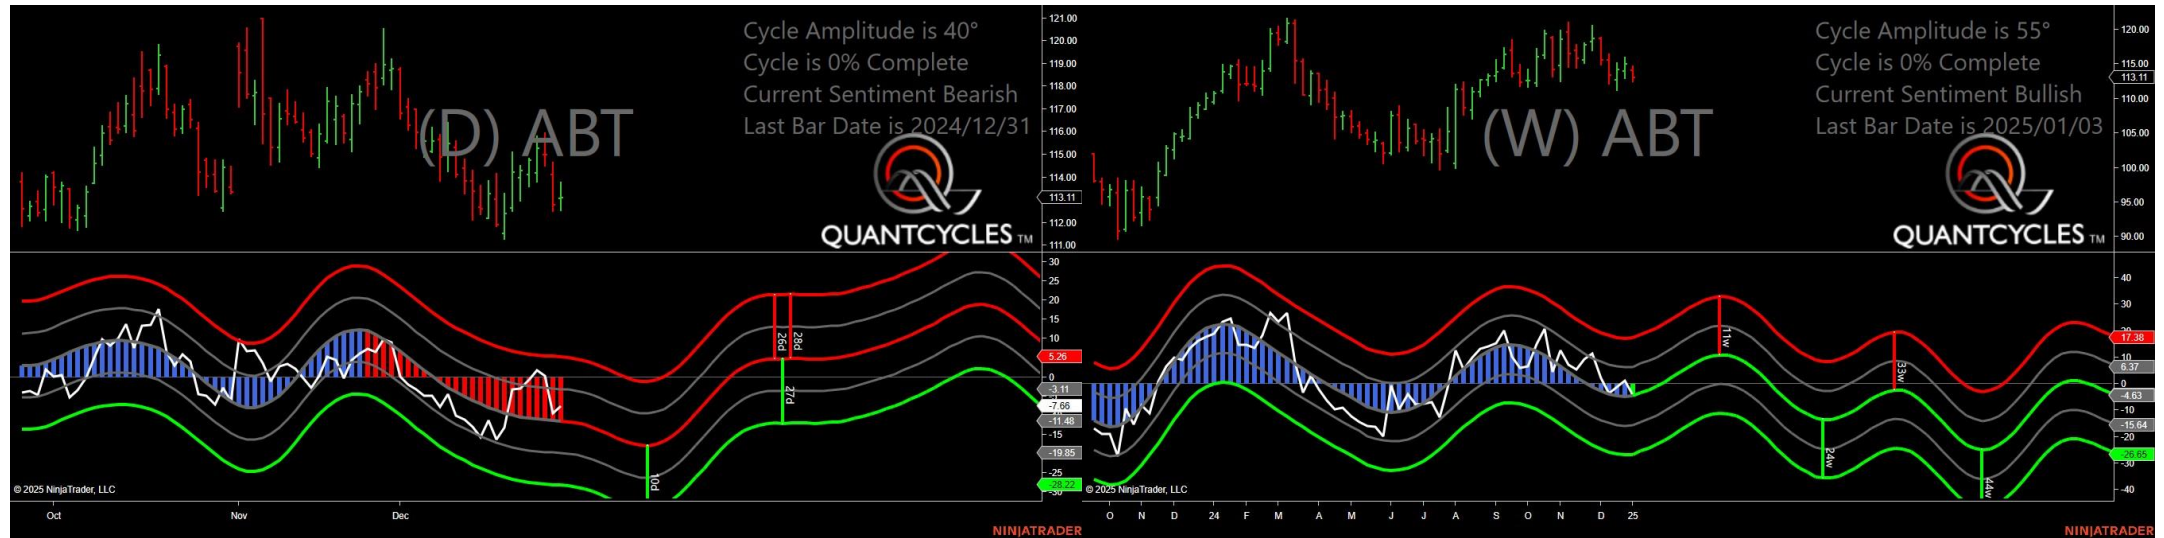 Cycle Amplitude is 40°
Cycle is 0% Complete
Current Sentiment Bearish
Last Bar Date is 2024/12/31
(D) ABT
QUANTCYCLES TM
121.00
120.00
119.00
118.00
117.00
116.00
115.00
114.00
113.11
112.00
111.00
30
25
20
15
10
5.26
0
-3.11
-7.66
-11.48
-15
-19.85
-25
-28.22
-30
26d
28d
27d
10d
© 2025 NinjaTrader, LLC
Oct
Nov
Dec
NINJATRADER
Cycle Amplitude is 55°
Cycle is 0% Complete
Current Sentiment Bullish
Last Bar Date is 2025/01/03
(W) ABT
QUANTCYCLES TM
120.00
115.00
113.11
110.00
105.00
100.00
95.00
90.00
40
30
20
17.38
10
6.37
0
-4.63
-10
-15.64
-20
-26.65
-30
-40
11w
33w
24w
44w
© 2025 NinjaTrader, LLC
O
N
D
24
F
M
A
M
J
J
A
S
O
N
D
25
NINJATRADER